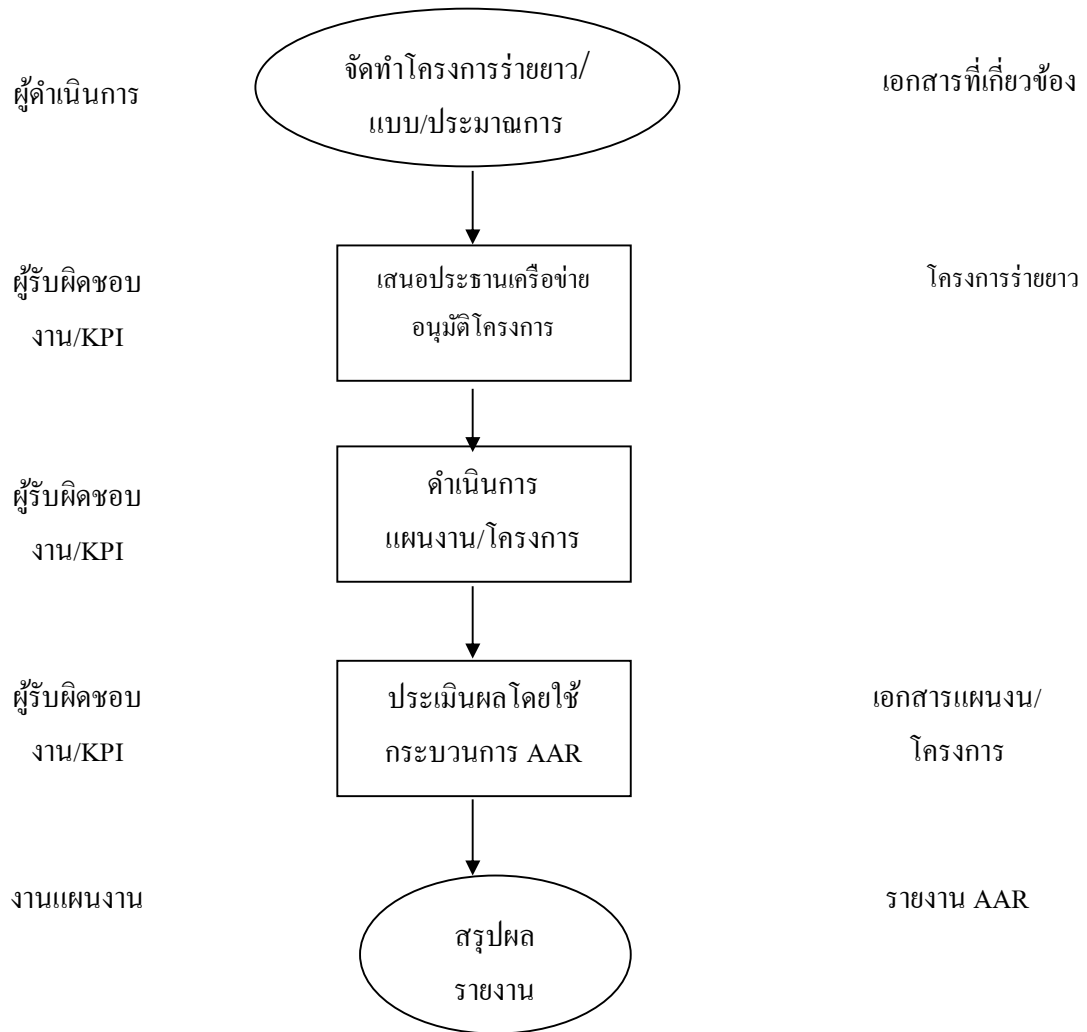 จัดทำโครงการร่ายยาว/
แบบ/ประมาณการ
ผู้ดำเนินการ
เอกสารที่เกี่ยวข้อง
ผู้รับผิดชอบ
งาน/KPI
เสนอประธานเครือข่าย
อนุมัติโครงการ
โครงการร่ายยาว
ผู้รับผิดชอบ
งาน/KPI
ดำเนินการ
แผนงาน/โครงการ
ผู้รับผิดชอบ
งาน/KPI
ประเมินผลโดยใช้
กระบวนการ AAR
เอกสารแผนงน/
โครงการ
งานแผนงาน
รายงาน AAR
สรุปผล
รายงาน